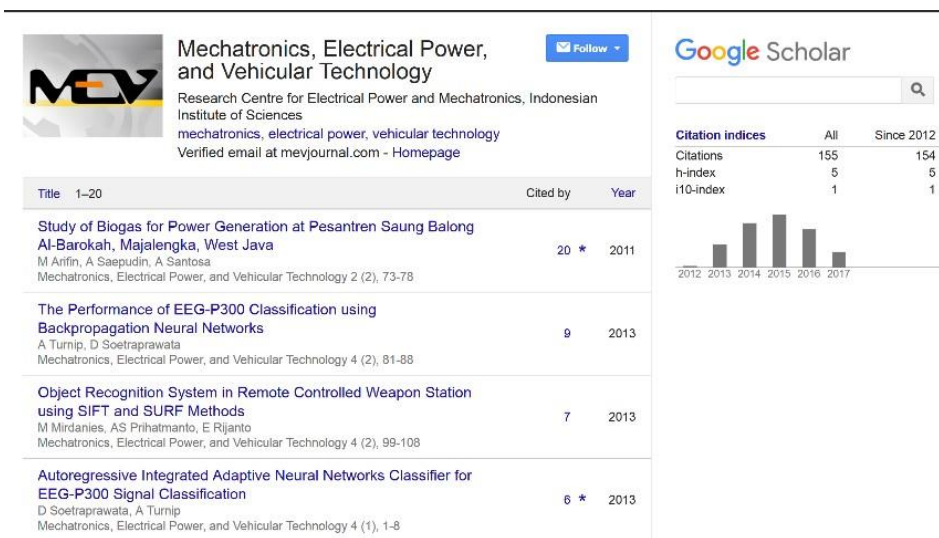 MEV
Mechatronics, Electrical Power,
and Vehicular Technology
Follow
Research Centre for Electrical Power and Mechatronics, Indonesian
Institute of Sciences
mechatronics, electrical power, vehicular technology
Verified email at mevjournal.com - Homepage
Title 1–20 Cited by Year
Study of Biogas for Power Generation at Pesantren Saung Balong
Al-Barokah, Majalengka, West Java
M Arifin, A Saepudin, A Santosa
Mechatronics, Electrical Power, and Vehicular Technology 2 (2), 73-78
20 * 2011
The Performance of EEG-P300 Classification using
Backpropagation Neural Networks
A Turnip, D Soetraprawata
Mechatronics, Electrical Power, and Vehicular Technology 4 (2), 81-88
9 2013
Object Recognition System in Remote Controlled Weapon Station
using SIFT and SURF Methods
M Mirdanies, AS Prihatmanto, E Rijanto
Mechatronics, Electrical Power, and Vehicular Technology 4 (2), 99-108
7 2013
Autoregressive Integrated Adaptive Neural Networks Classifier for
EEG-P300 Signal Classification
D Soetraprawata, A Turnip
Mechatronics, Electrical Power, and Vehicular Technology 4 (1), 1-8
6 * 2013
Google Scholar
Citation indices All Since 2012
Citations 155 154
h-index 5 5
i10-index 1 1
2012 2013 2014 2015 2016 2017